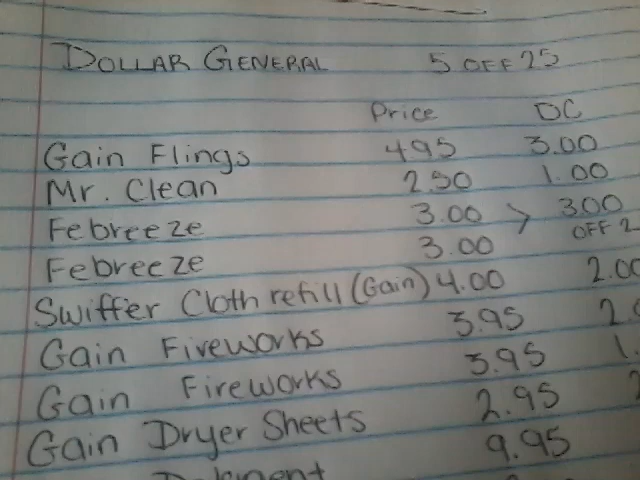 DOLLAR GENERAL 5 OFF 25
Price DC
Gain Flings 4.95 3.00
Mr. Clean 2.50 1.00
Febreeze 3.00 > 3.00
Febreeze 3.00 OFF 2
Swiffer Cloth refill (Gain) 4.00 2.00
Gain Fireworks 3.95
Gain Fireworks 3.95 1.
Gain Dryer Sheets 2.95
9.95